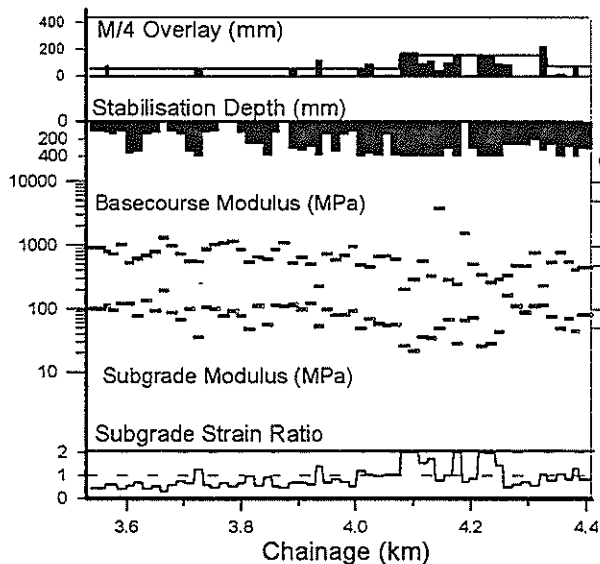 400
M/4 Overlay (mm)
200
0
Stabilisation Depth (mm)
0
200
400
10000
Basecourse Modulus (MPa)
1000
100
10
Subgrade Modulus (MPa)
Subgrade Strain Ratio
2
1
0
3.6 3.8 4.0 4.2 4.4
Chainage (km)